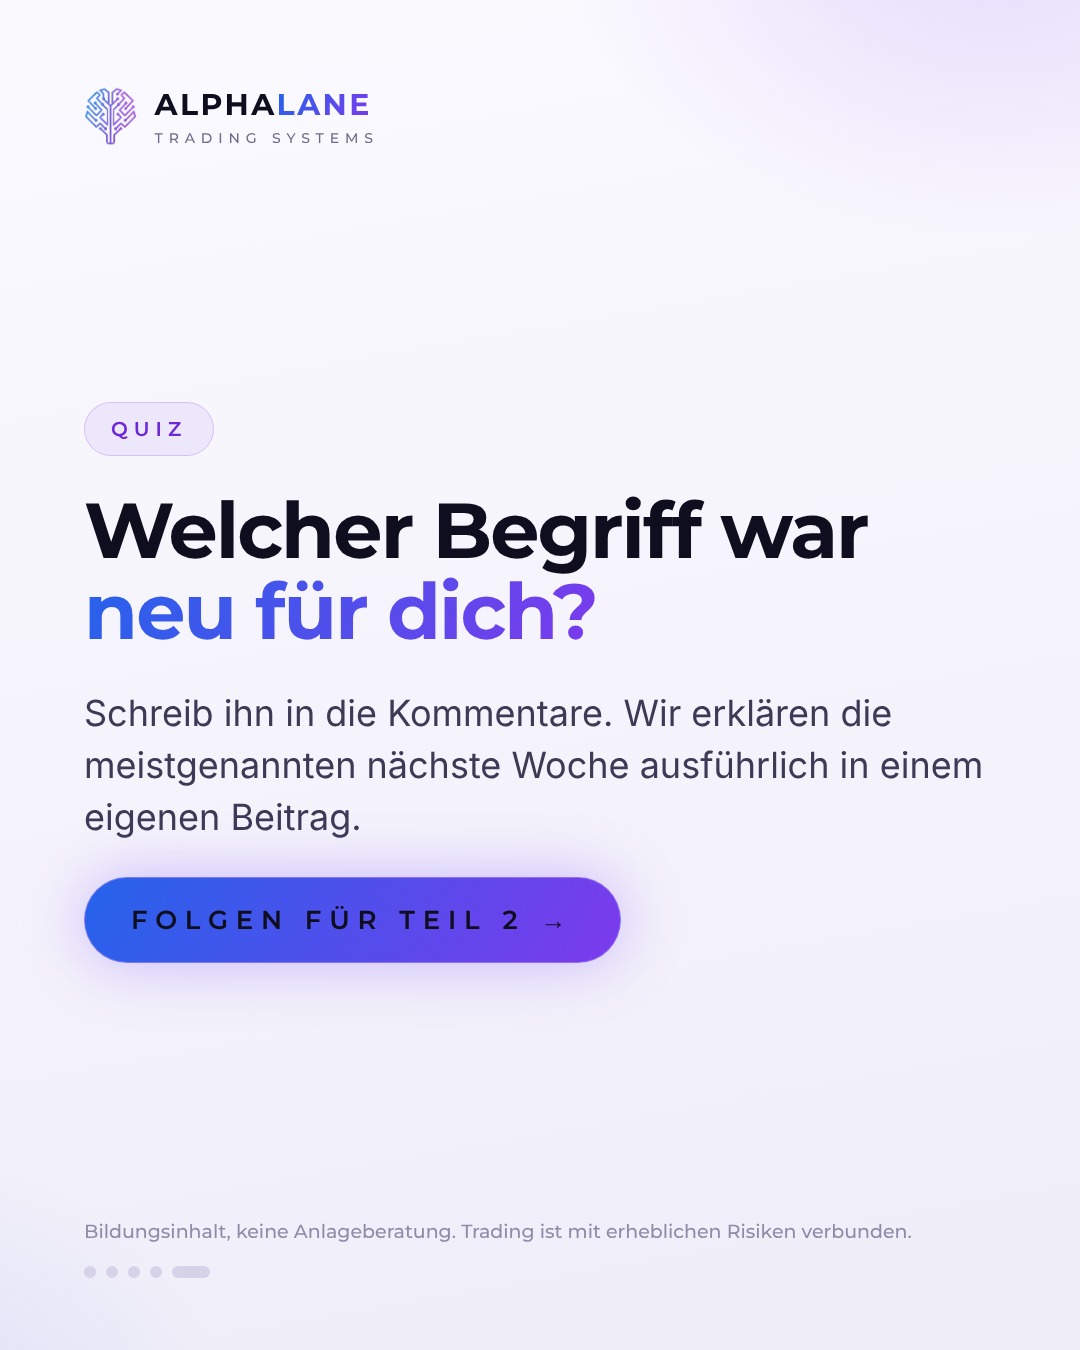 ALPHALANE
TRADING SYSTEMS
QUIZ
Welcher Begriff war
neu für dich?
Schreib ihn in die Kommentare. Wir erklären die
meistgenannten nächste Woche ausführlich in einem
eigenen Beitrag.
FOLGEN FÜR TEIL 2 →
Bildungsinhalt, keine Anlageberatung. Trading ist mit erheblichen Risiken verbunden.